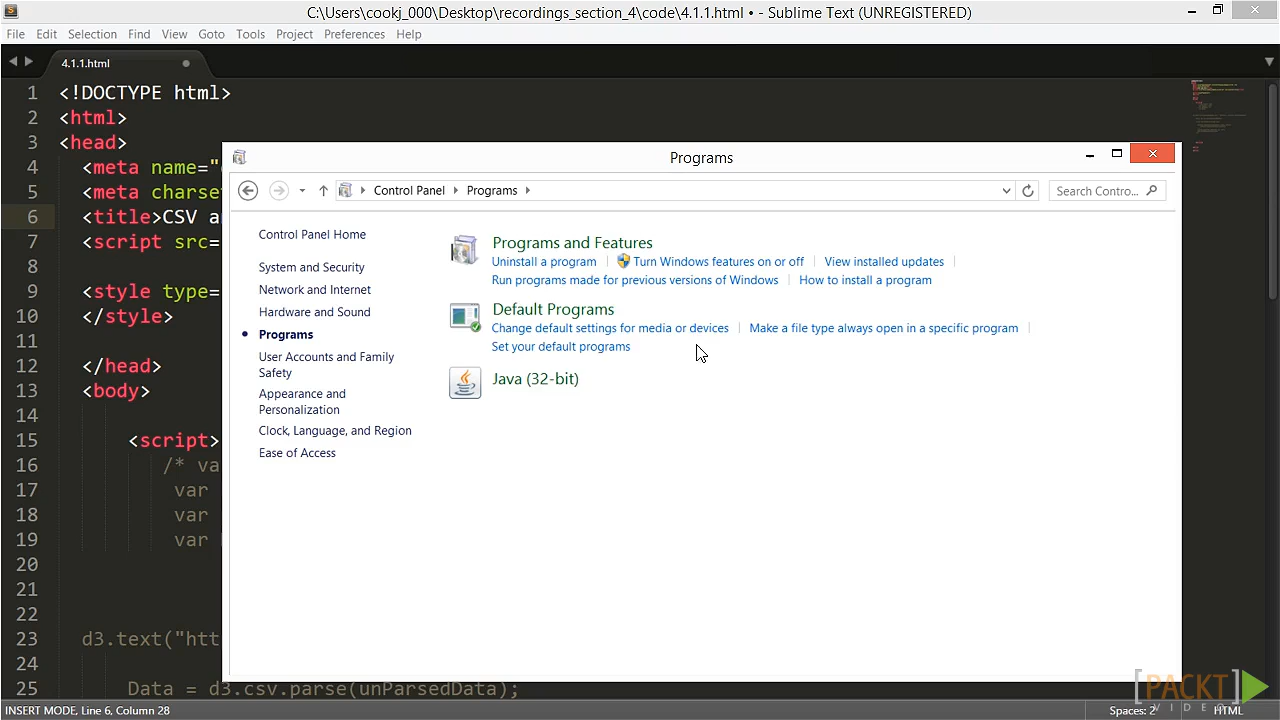 C:\Users\cookj_000\Desktop\recordings_section_4\code\4.1.1.html • - Sublime Text (UNREGISTERED)
File Edit Selection Find View Goto Tools Project Preferences Help
4.1.1.html
1 <!DOCTYPE html>
2 <html>
3 <head>
4 <meta name="
5 <meta charse
6 <title>CSV a
7 <script src=
8
9 <style type=
10 </style>
11
12 </head>
13 <body>
14
15 <script>
16 /* va
17 var
18 var
19 var
20
21
22
23 d3.text("htt
24
25 Data = d3.csv.parse(unParsedData);
Programs
Control Panel Programs
Search Contro...
Control Panel Home
System and Security
Network and Internet
Hardware and Sound
Programs
User Accounts and Family
Safety
Appearance and
Personalization
Clock, Language, and Region
Ease of Access
Programs and Features
Uninstall a program
Turn Windows features on or off
View installed updates
Run programs made for previous versions of Windows
How to install a program
Default Programs
Change default settings for media or devices
Make a file type always open in a specific program
Set your default programs
Java (32-bit)
INSERT MODE, Line 6, Column 28
Spaces: 2
HTML
[PACKT]
VIDEO